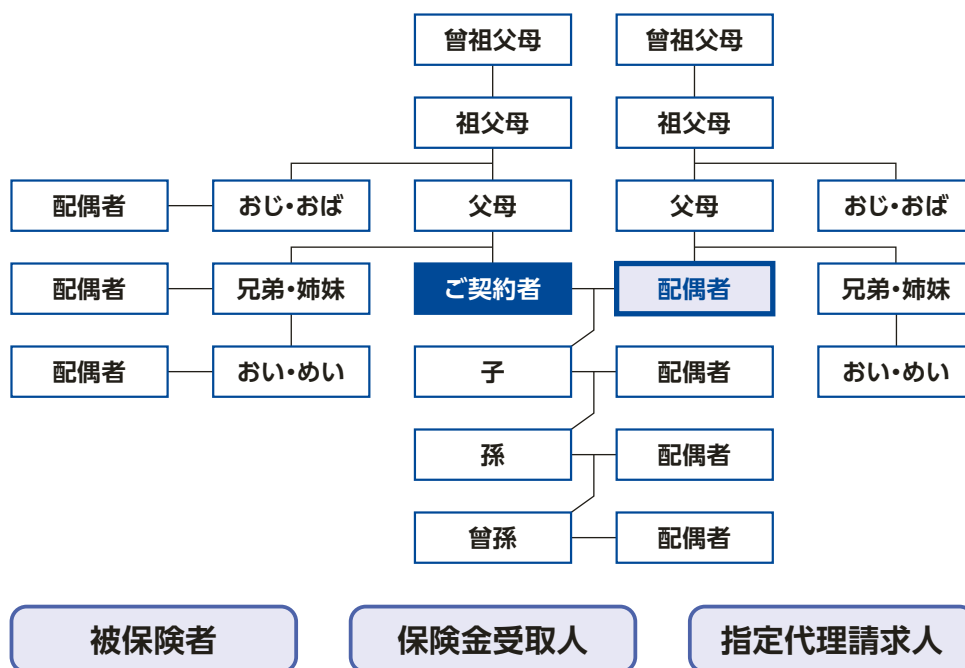 曾祖父母 曾祖父母
祖父母 祖父母
配偶者 おじ・おば 父母 父母 おじ・おば
配偶者 兄弟・姉妹 ご契約者 配偶者 兄弟・姉妹
配偶者 おい・めい 子 配偶者 おい・めい
孫 配偶者
曾孫 配偶者
被保険者 保険金受取人 指定代理請求人